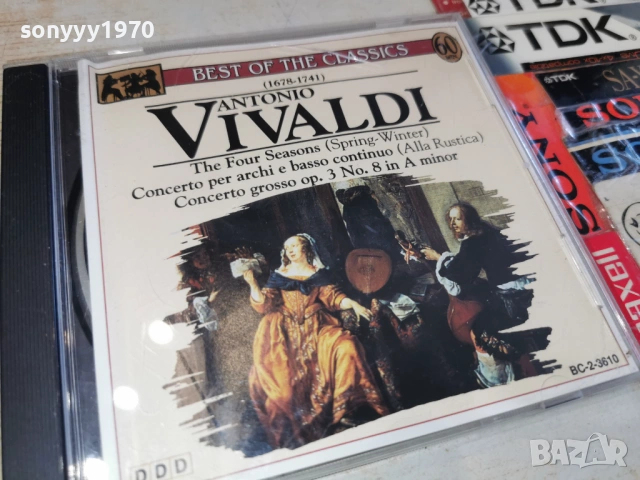 sonyyy1970
BEST OF THE CLASSICS
60
(1678-1741)
ANTONIO
VIVALDI
The Four Seasons (Spring-Winter)
Concerto per archi e basso continuo (Alla Rustica)
Concerto grosso op. 3 No. 8 in A minor
BC-2-3610
DDD
TDK
TDK
SONY
maxell
BAZAR